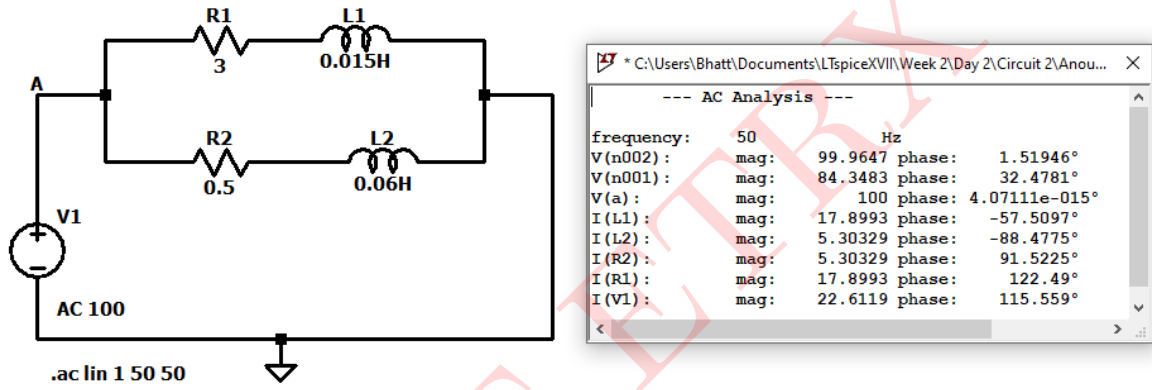 R1
L1
3
0.015H
A
R2
L2
0.5
0.06H
V1
AC 100
.ac lin 1 50 50
* C:\Users\Bhatt\Documents\LTspiceXVII\Week 2\Day 2\Circuit 2\Anou...
--- AC Analysis ---
frequency: 50 Hz
V(n002): mag: 99.9647 phase: 1.51946°
V(n001): mag: 84.3483 phase: 32.4781°
V(a): mag: 100 phase: 4.07111e-015°
I(L1): mag: 17.8993 phase: -57.5097°
I(L2): mag: 5.30329 phase: -88.4775°
I(R2): mag: 5.30329 phase: 91.5225°
I(R1): mag: 17.8993 phase: 122.49°
I(V1): mag: 22.6119 phase: 115.559°
ETRX